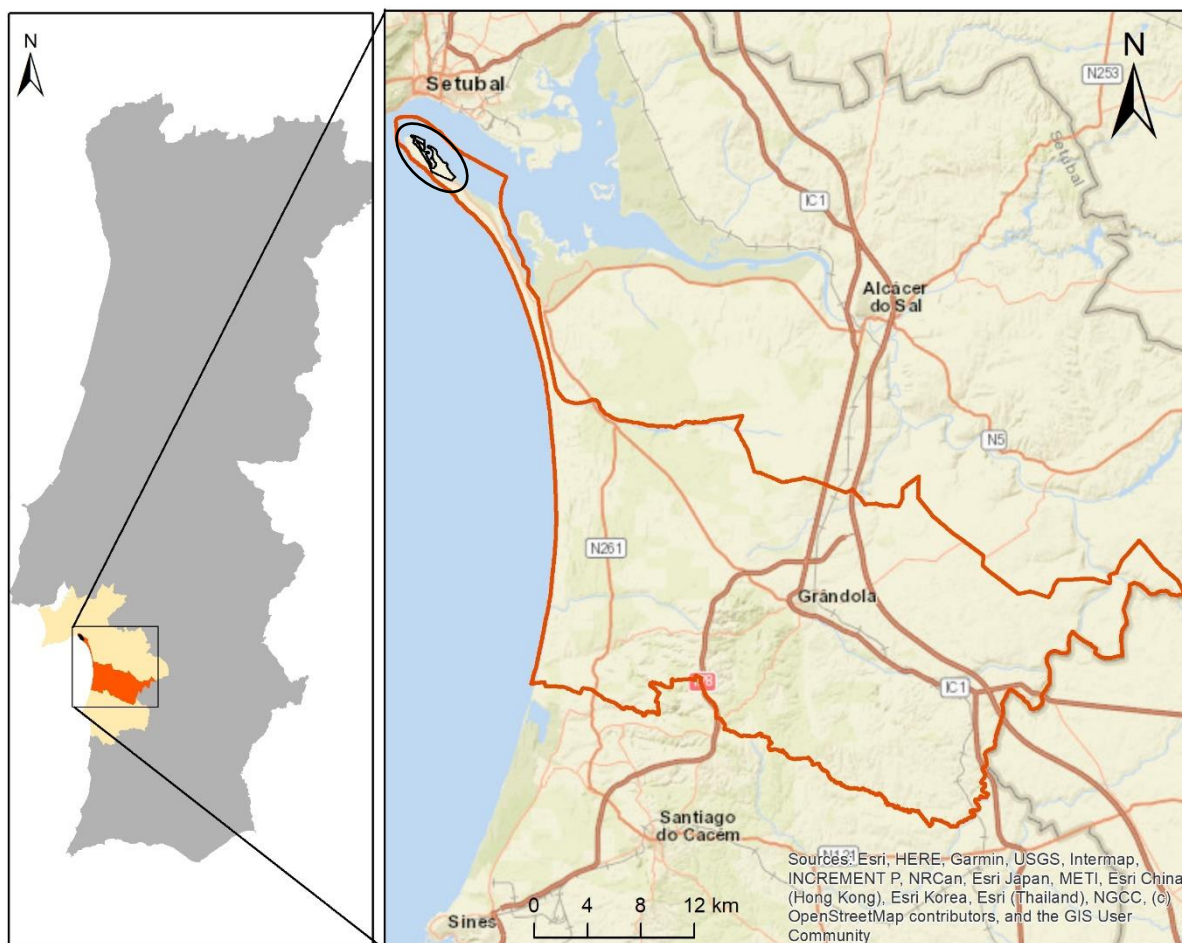 N
N
Setubal
N253
Setubal
IC1
Alcácer
do Sal
N5
N261
Grândola
IC1
Santiago
do Cacém
N121
Sines
0 4 8 12 km
Sources: Esri, HERE, Garmin, USGS, Intermap,
INCREMENT P, NRCan, Esri Japan, METI, Esri China
(Hong Kong), Esri Korea, Esri (Thailand), NGCC, (c)
OpenStreetMap contributors, and the GIS User
Community